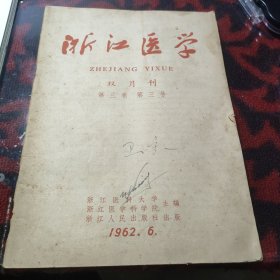 浙江医学
ZHEJIANG YIXUE
双月刊
第三卷 第三号
浙江医科大学
浙江医学科学院 主编
浙江人民出版社出版
1962.6.